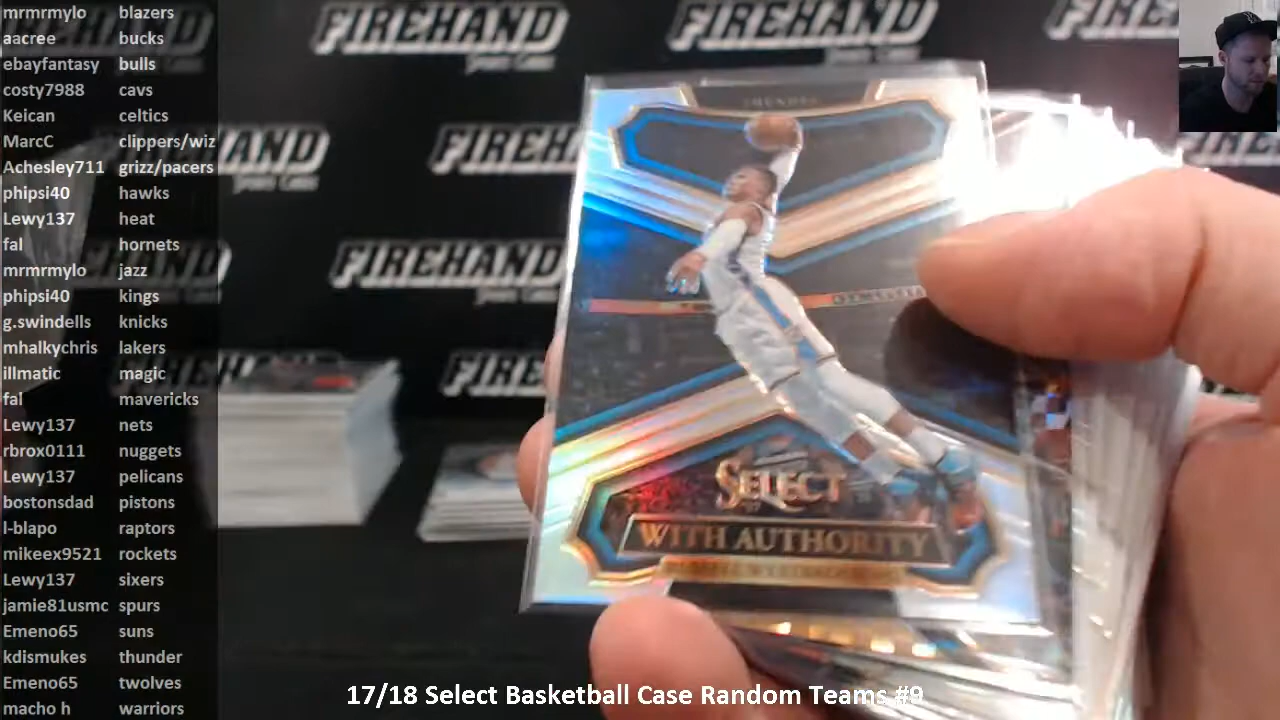 mrmrmylo blazers
aacree bucks
ebayfantasy bulls
costy7988 cavs
Keican celtics
MarcC clippers/wiz
Achesley711 grizz/pacers
phipsi40 hawks
Lewy137 heat
fal hornets
mrmrmylo jazz
phipsi40 kings
g.swindells knicks
mhalkychris lakers
illmatic magic
fal mavericks
Lewy137 nets
rbrox0111 nuggets
Lewy137 pelicans
bostonsdad pistons
l-blapo raptors
mikeex9521 rockets
Lewy137 sixers
jamie81usmc spurs
Emeno65 suns
kdismukes thunder
Emeno65 twolves
macho h warriors
FIREHAND
FIREHAND
FIREHAND
FIREHAND
FIREHAND
SELECT
WITH AUTHORITY
17/18 Select Basketball Case Random Teams #9